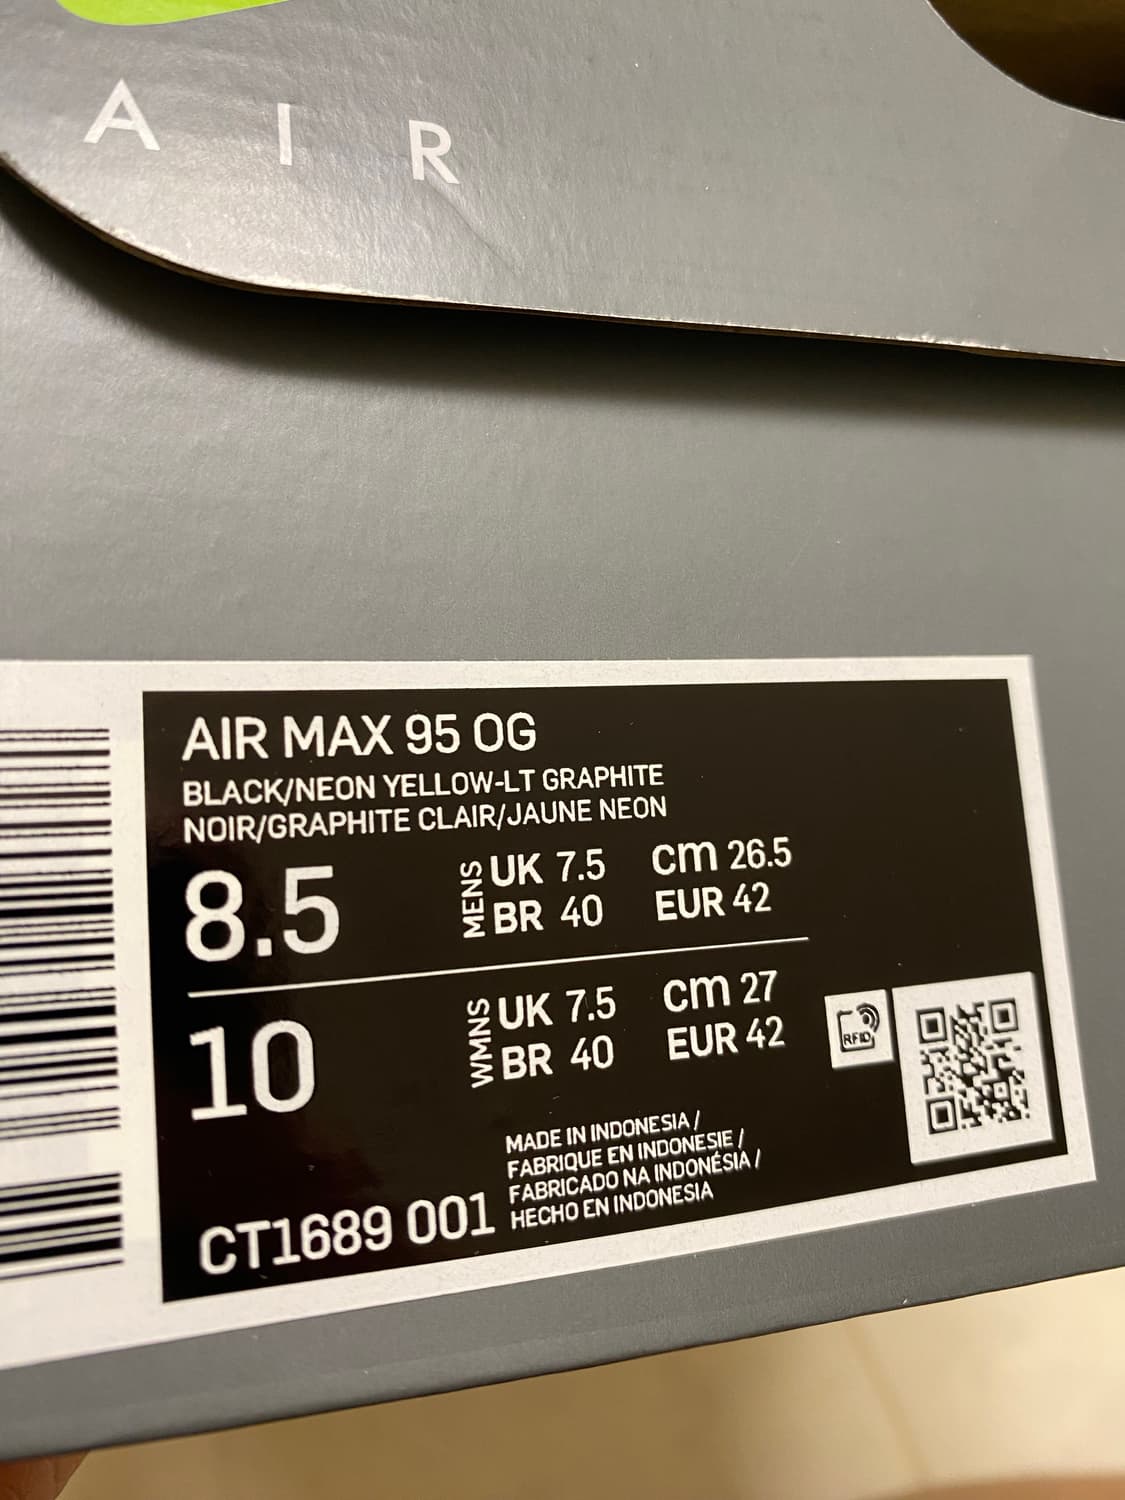 AIR
AIR MAX 95 OG
BLACK/NEON YELLOW-LT GRAPHITE
NOIR/GRAPHITE CLAIR/JAUNE NEON
8.5 MENS UK 7.5 cm 26.5
BR 40 EUR 42
10 WMNS UK 7.5 cm 27
BR 40 EUR 42
RFID
MADE IN INDONESIA /
FABRIQUE EN INDONESIE /
FABRICADO NA INDONÉSIA /
HECHO EN INDONESIA
CT1689 001